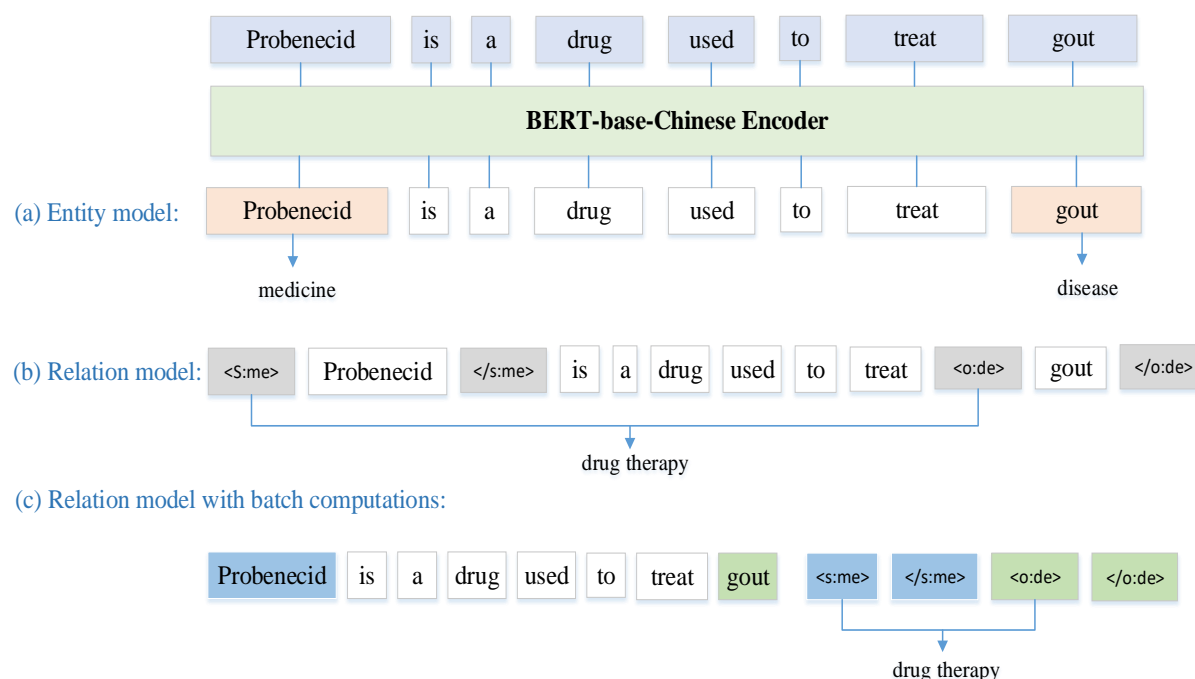 Probenecid is a drug used to treat gout
BERT-base-Chinese Encoder
(a) Entity model: Probenecid is a drug used to treat gout
medicine disease
(b) Relation model: <S:me> Probenecid </s:me> is a drug used to treat <o:de> gout </o:de>
drug therapy
(c) Relation model with batch computations:
Probenecid is a drug used to treat gout <s:me> </s:me> <o:de> </o:de>
drug therapy